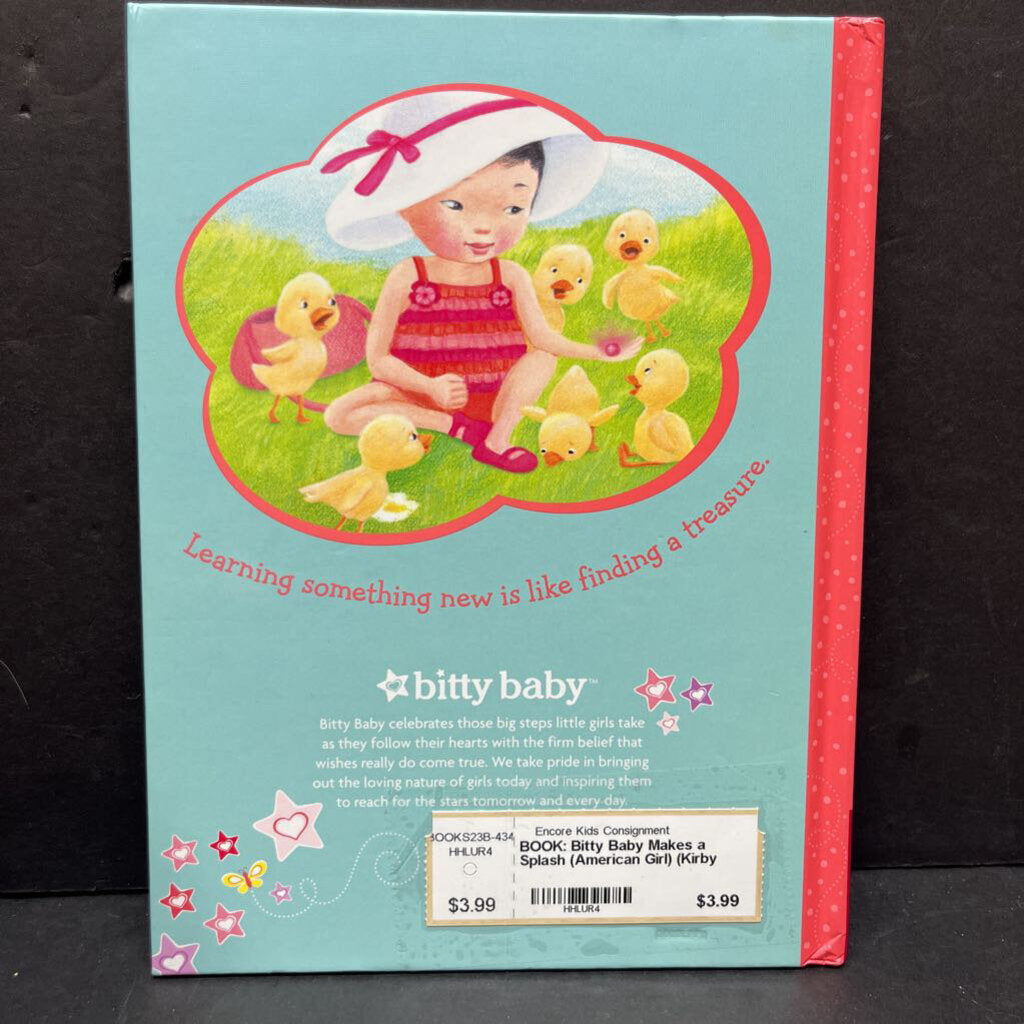 Learning something new is like finding a treasure.
bitty baby™
Bitty Baby celebrates those big steps little girls take
as they follow their hearts with the firm belief that
wishes really do come true. We take pride in bringing
out the loving nature of girls today and inspiring them
to reach for the stars tomorrow and every day.
OOKS23B-434
HHLUR4
$3.99
Encore Kids Consignment
BOOK: Bitty Baby Makes a
Splash (American Girl) (Kirby
HHLUR4
$3.99